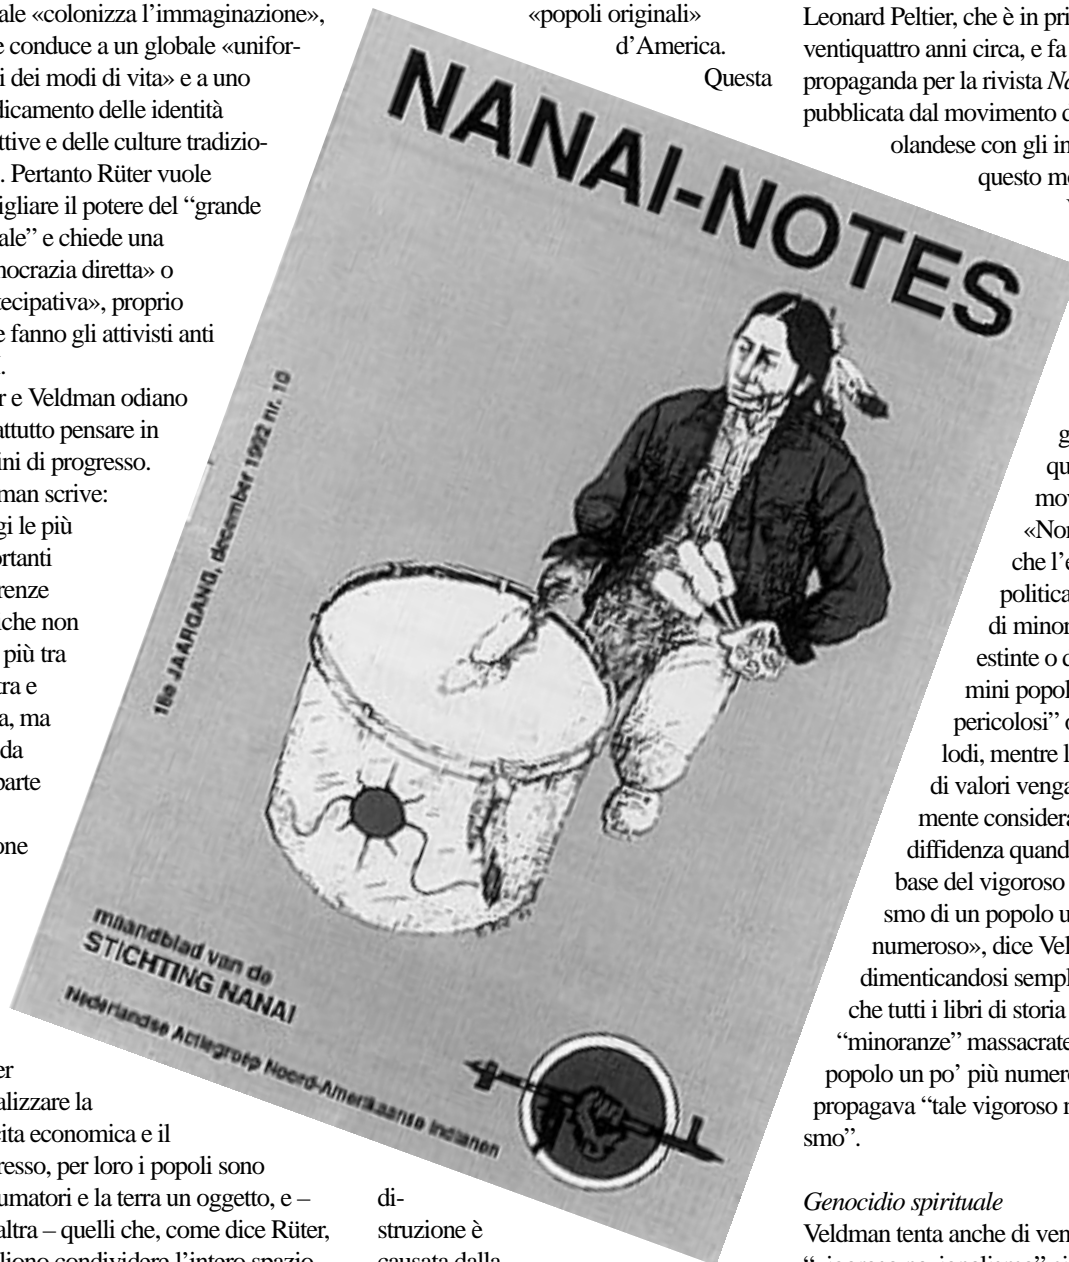 ale «colonizza l’immaginazione»,
e conduce a un globale «unifor-
i dei modi di vita» e a uno
dicamento delle identità
ttive e delle culture tradizio-
. Pertanto Rüter vuole
igliare il potere del “grande
ale” e chiede una
nocrazia diretta» o
tecipativa», proprio
e fanno gli attivisti anti
r e Veldman odiano
attutto pensare in
ini di progresso.
man scrive:
gi le più
ortanti
renze
iche non
più tra
tra e
a, ma
da
parte
one
er
alizzare la
cita economica e il
resso, per loro i popoli sono
umatori e la terra un oggetto, e –
altra – quelli che, come dice Rüter,
liono condividere l’intero spazio
«popoli originali»
d’America.
Questa
NANAI-NOTES
18e JAARGANG, december 1992 nr. 10
maandblad van de
STICHTING NANAI
Nederlandse Actiegroep Noord-Amerikaanse Indianen
di-
struzione è
causata dalla
Leonard Peltier, che è in pri
ventiquattro anni circa, e fa
propaganda per la rivista Na
pubblicata dal movimento d
olandese con gli in
questo mo
g
qu
mov
«Non
che l’e
politica
di minor
estinte o d
mini popol
pericolosi” o
lodi, mentre l
di valori venga
mente considera
diffidenza quand
base del vigoroso
smo di un popolo u
numeroso», dice Vel
dimenticandosi sempl
che tutti i libri di storia
“minoranze” massacrate
popolo un po’ più numero
propagava “tale vigoroso n
smo”.
Genocidio spirituale
Veldman tenta anche di ven